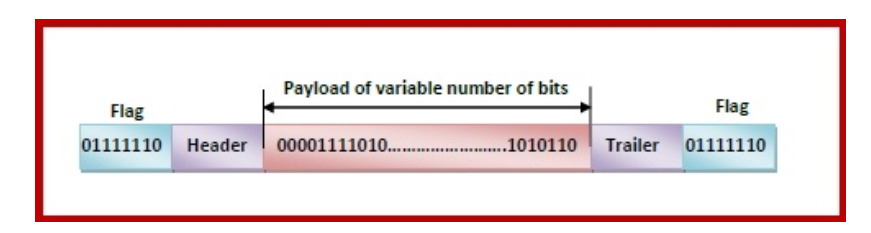 Payload of variable number of bits
Flag
Flag
01111110 Header 00001111010..............................1010110 Trailer 01111110